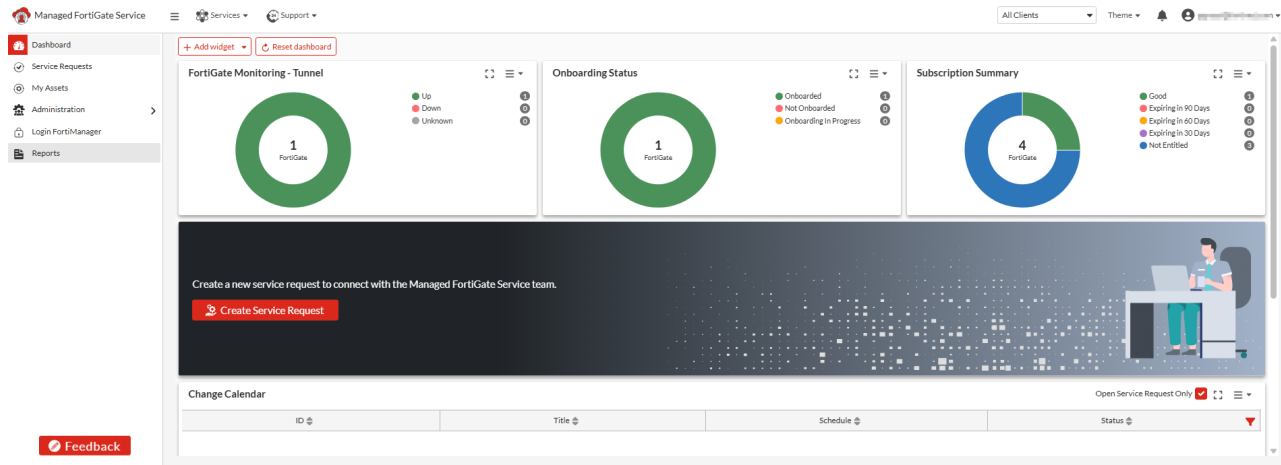 Managed FortiGate Service
Services
Support
All Clients
Theme
Dashboard
Service Requests
My Assets
Administration
Login FortiManager
Reports
Feedback
+ Add widget
Reset dashboard
FortiGate Monitoring - Tunnel
1
FortiGate
Up 1
Down 0
Unknown 0
Onboarding Status
1
FortiGate
Onboarded 1
Not Onboarded 0
Onboarding In Progress 0
Subscription Summary
4
FortiGate
Good 1
Expiring in 90 Days 0
Expiring in 60 Days 0
Expiring in 30 Days 0
Not Entitled 3
Create a new service request to connect with the Managed FortiGate Service team.
Create Service Request
Change Calendar
Open Service Request Only
ID Title Schedule Status